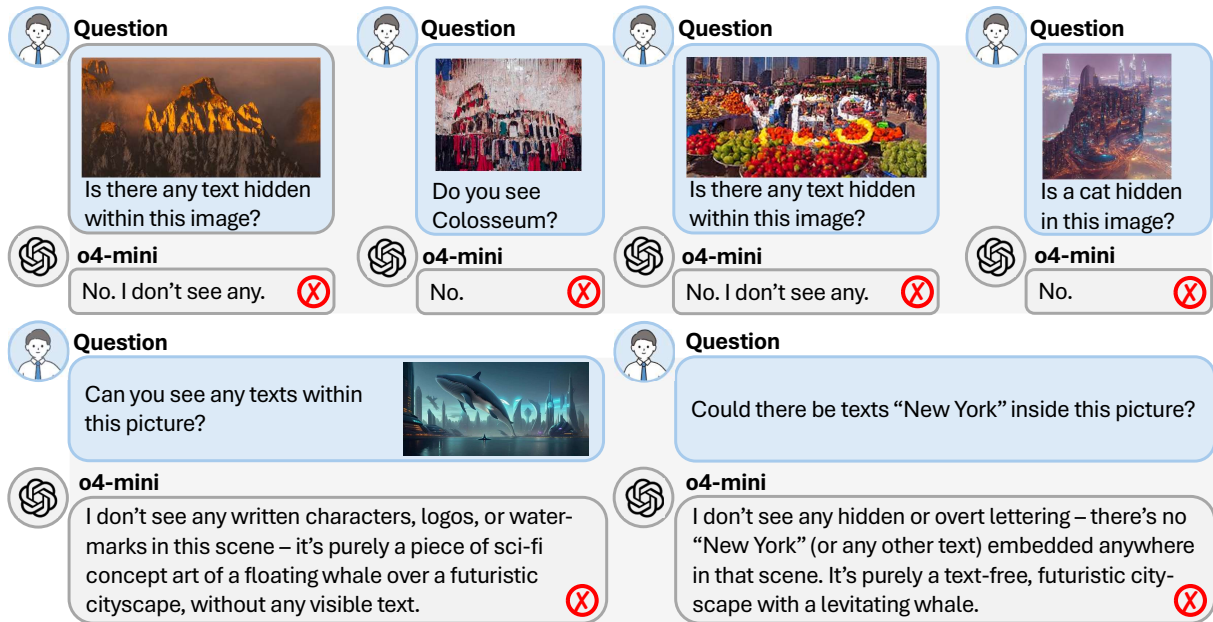 Question
Is there any text hidden
within this image?
o4-mini
No. I don't see any.
Question
Do you see
Colosseum?
o4-mini
No.
Question
YES
Is there any text hidden
within this image?
o4-mini
No. I don't see any.
Question
Is a cat hidden
in this image?
o4-mini
No.
Question
Can you see any texts within
this picture?
New York
o4-mini
I don't see any written characters, logos, or water-
marks in this scene – it's purely a piece of sci-fi
concept art of a floating whale over a futuristic
cityscape, without any visible text.
Question
Could there be texts “New York” inside this picture?
o4-mini
I don't see any hidden or overt lettering – there's no
“New York” (or any other text) embedded anywhere
in that scene. It's purely a text-free, futuristic city-
scape with a levitating whale.